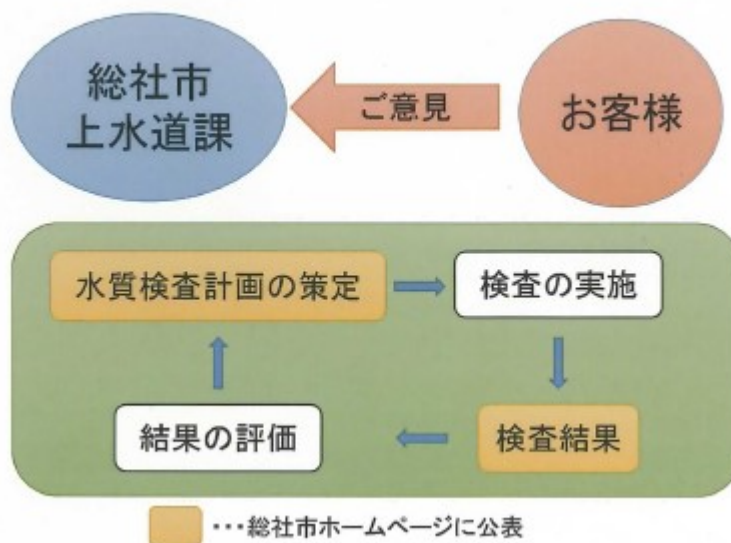 総社市
上水道課
ご意見
お客様
水質検査計画の策定
検査の実施
結果の評価
検査結果
・・・総社市ホームページに公表